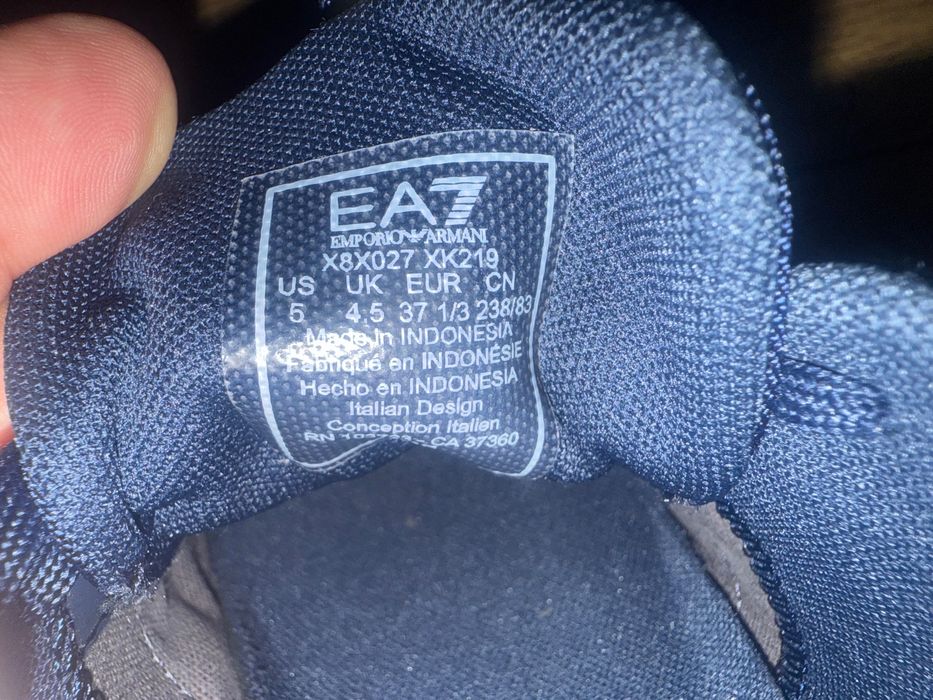 EA7
EMPORIO ARMANI
X8X027 XK219
US UK EUR CN
5 4.5 37 1/3 238/83
Made in INDONESIA
Fabriqué en INDONÉSIE
Hecho en INDONESIA
Italian Design
Conception Italien
RN - CA 37360